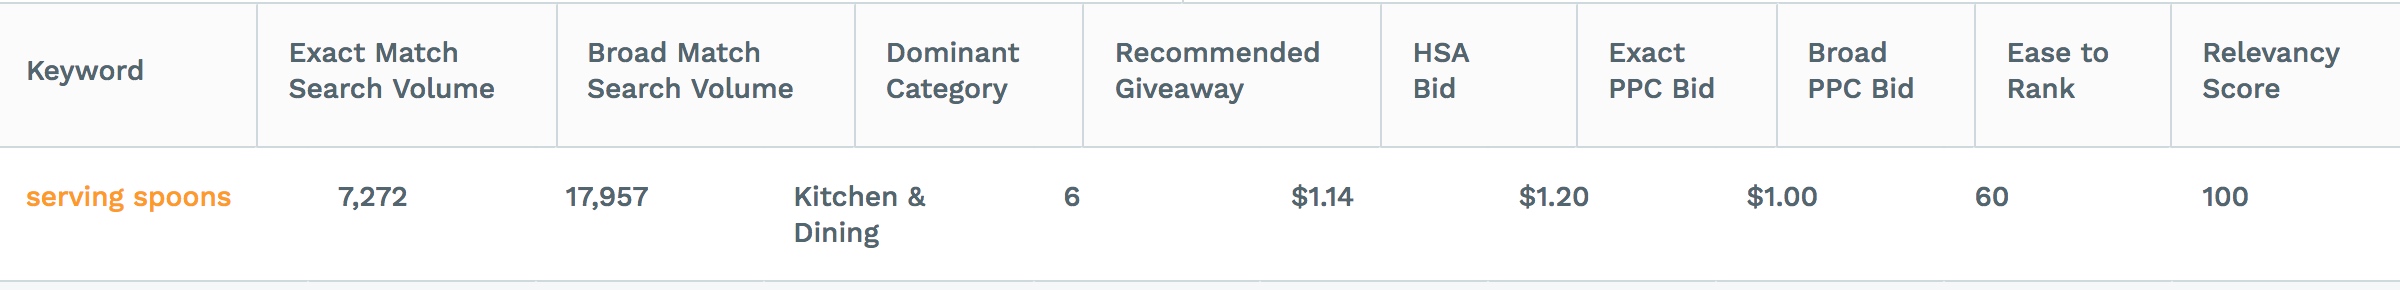 Keyword
Exact Match
Search Volume
Broad Match
Search Volume
Dominant
Category
Recommended
Giveaway
HSA
Bid
Exact
PPC Bid
Broad
PPC Bid
Ease to
Rank
Relevancy
Score
serving spoons
7,272
17,957
Kitchen &
Dining
6
$1.14
$1.20
$1.00
60
100